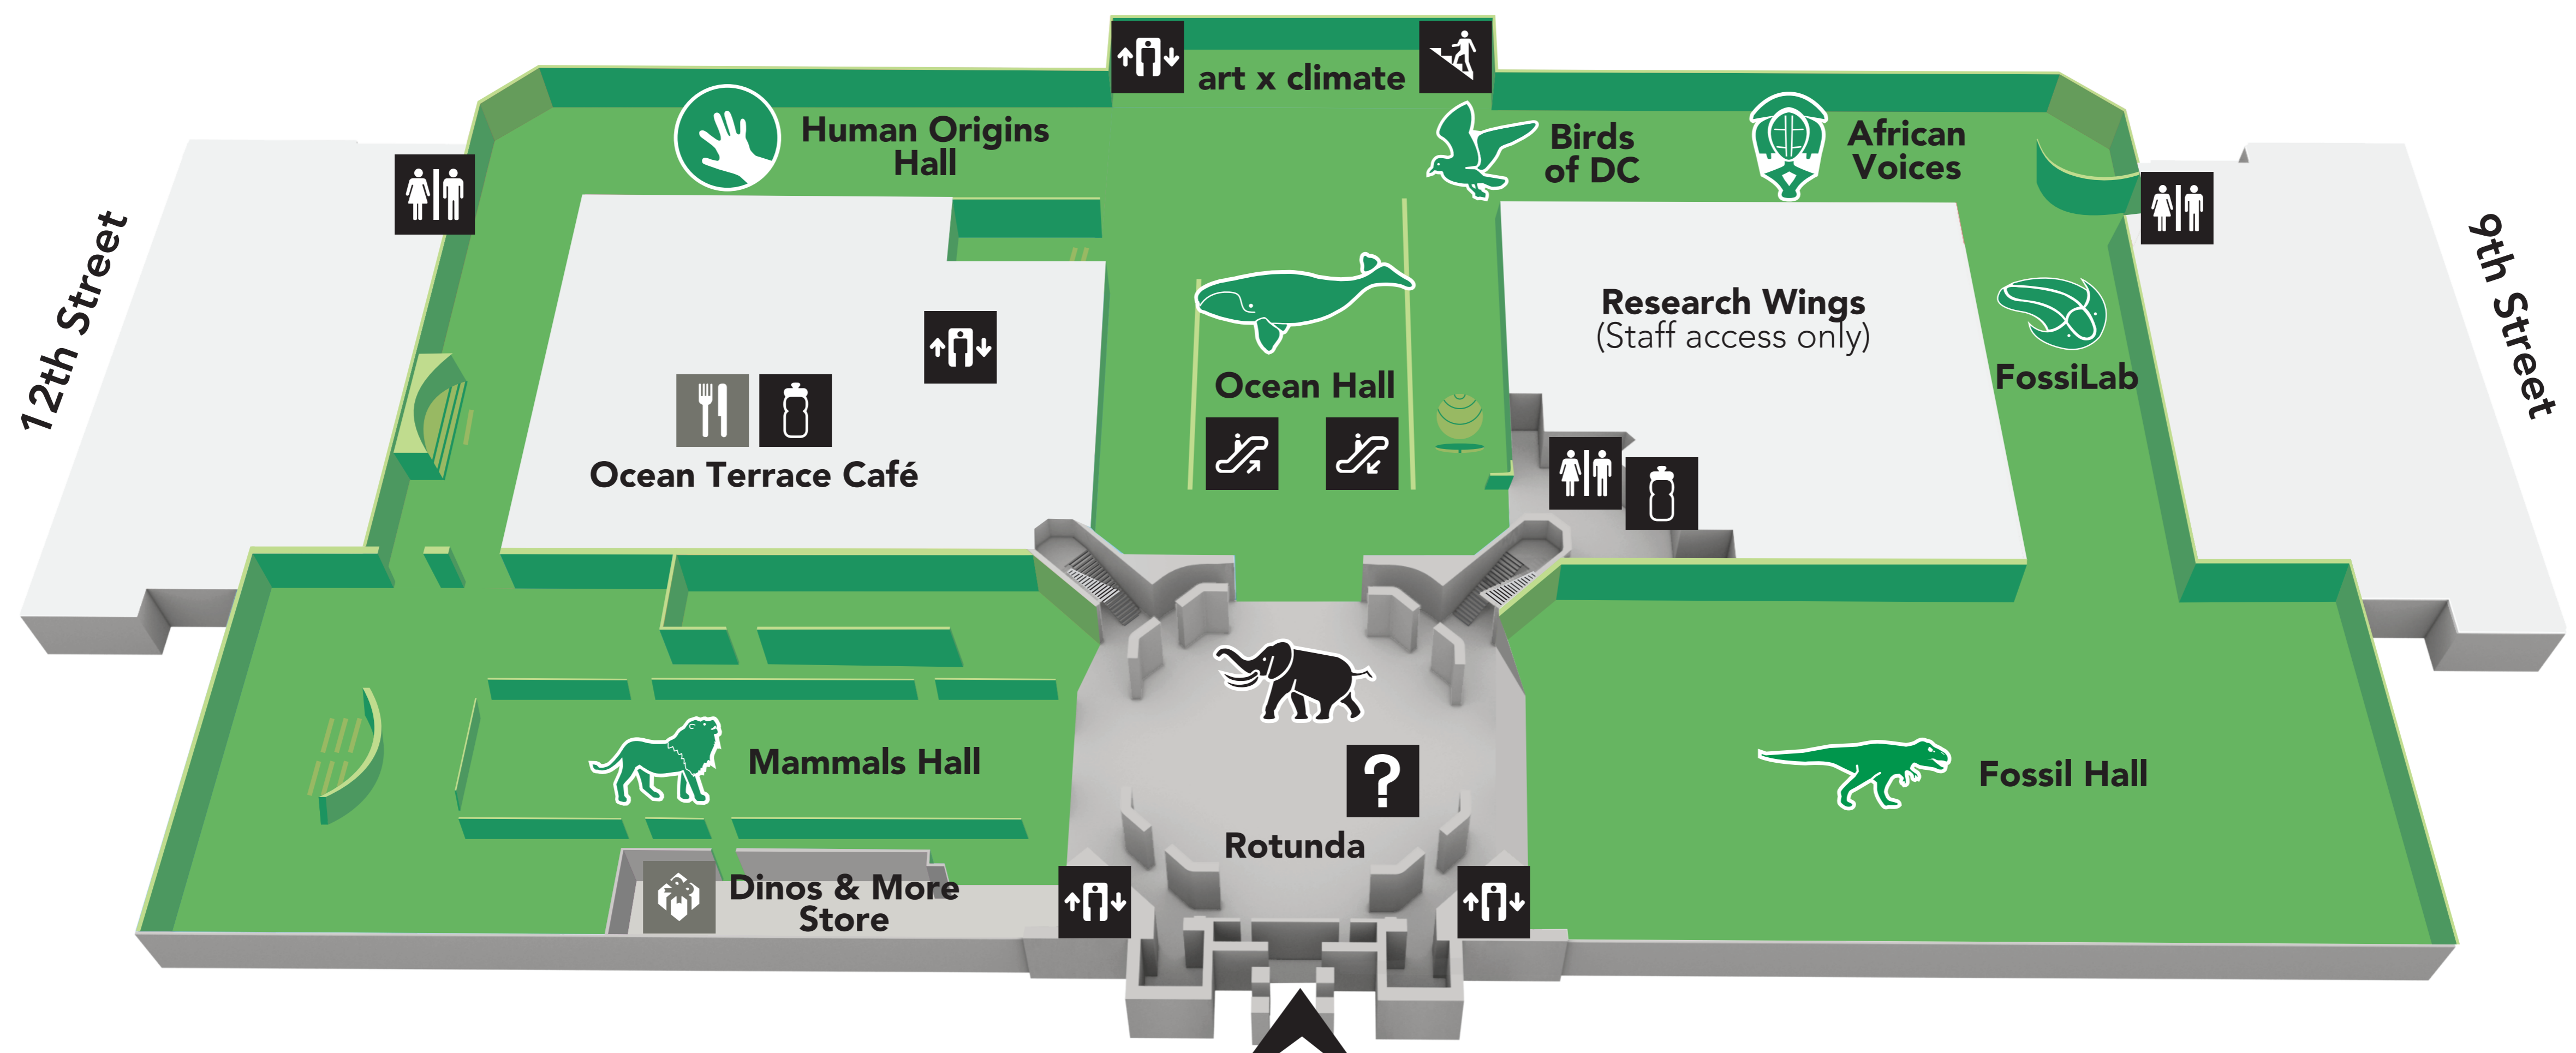 art x climate
Human Origins
Hall
Birds
of DC
African
Voices
12th Street
9th Street
Research Wings
(Staff access only)
FossiLab
Ocean Hall
Ocean Terrace Café
?
Mammals Hall
Fossil Hall
Rotunda
Dinos & More
Store